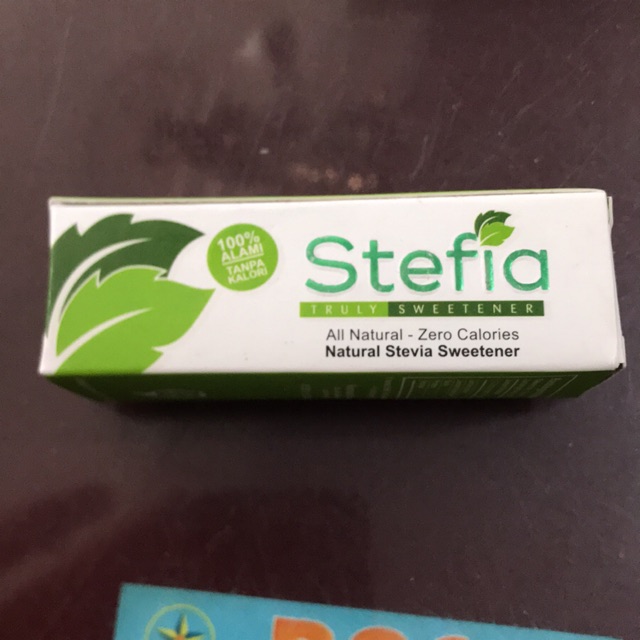 100%
ALAMI
TANPA
KALORI
Stefia
TRULY SWEETENER
All Natural - Zero Calories
Natural Stevia Sweetener